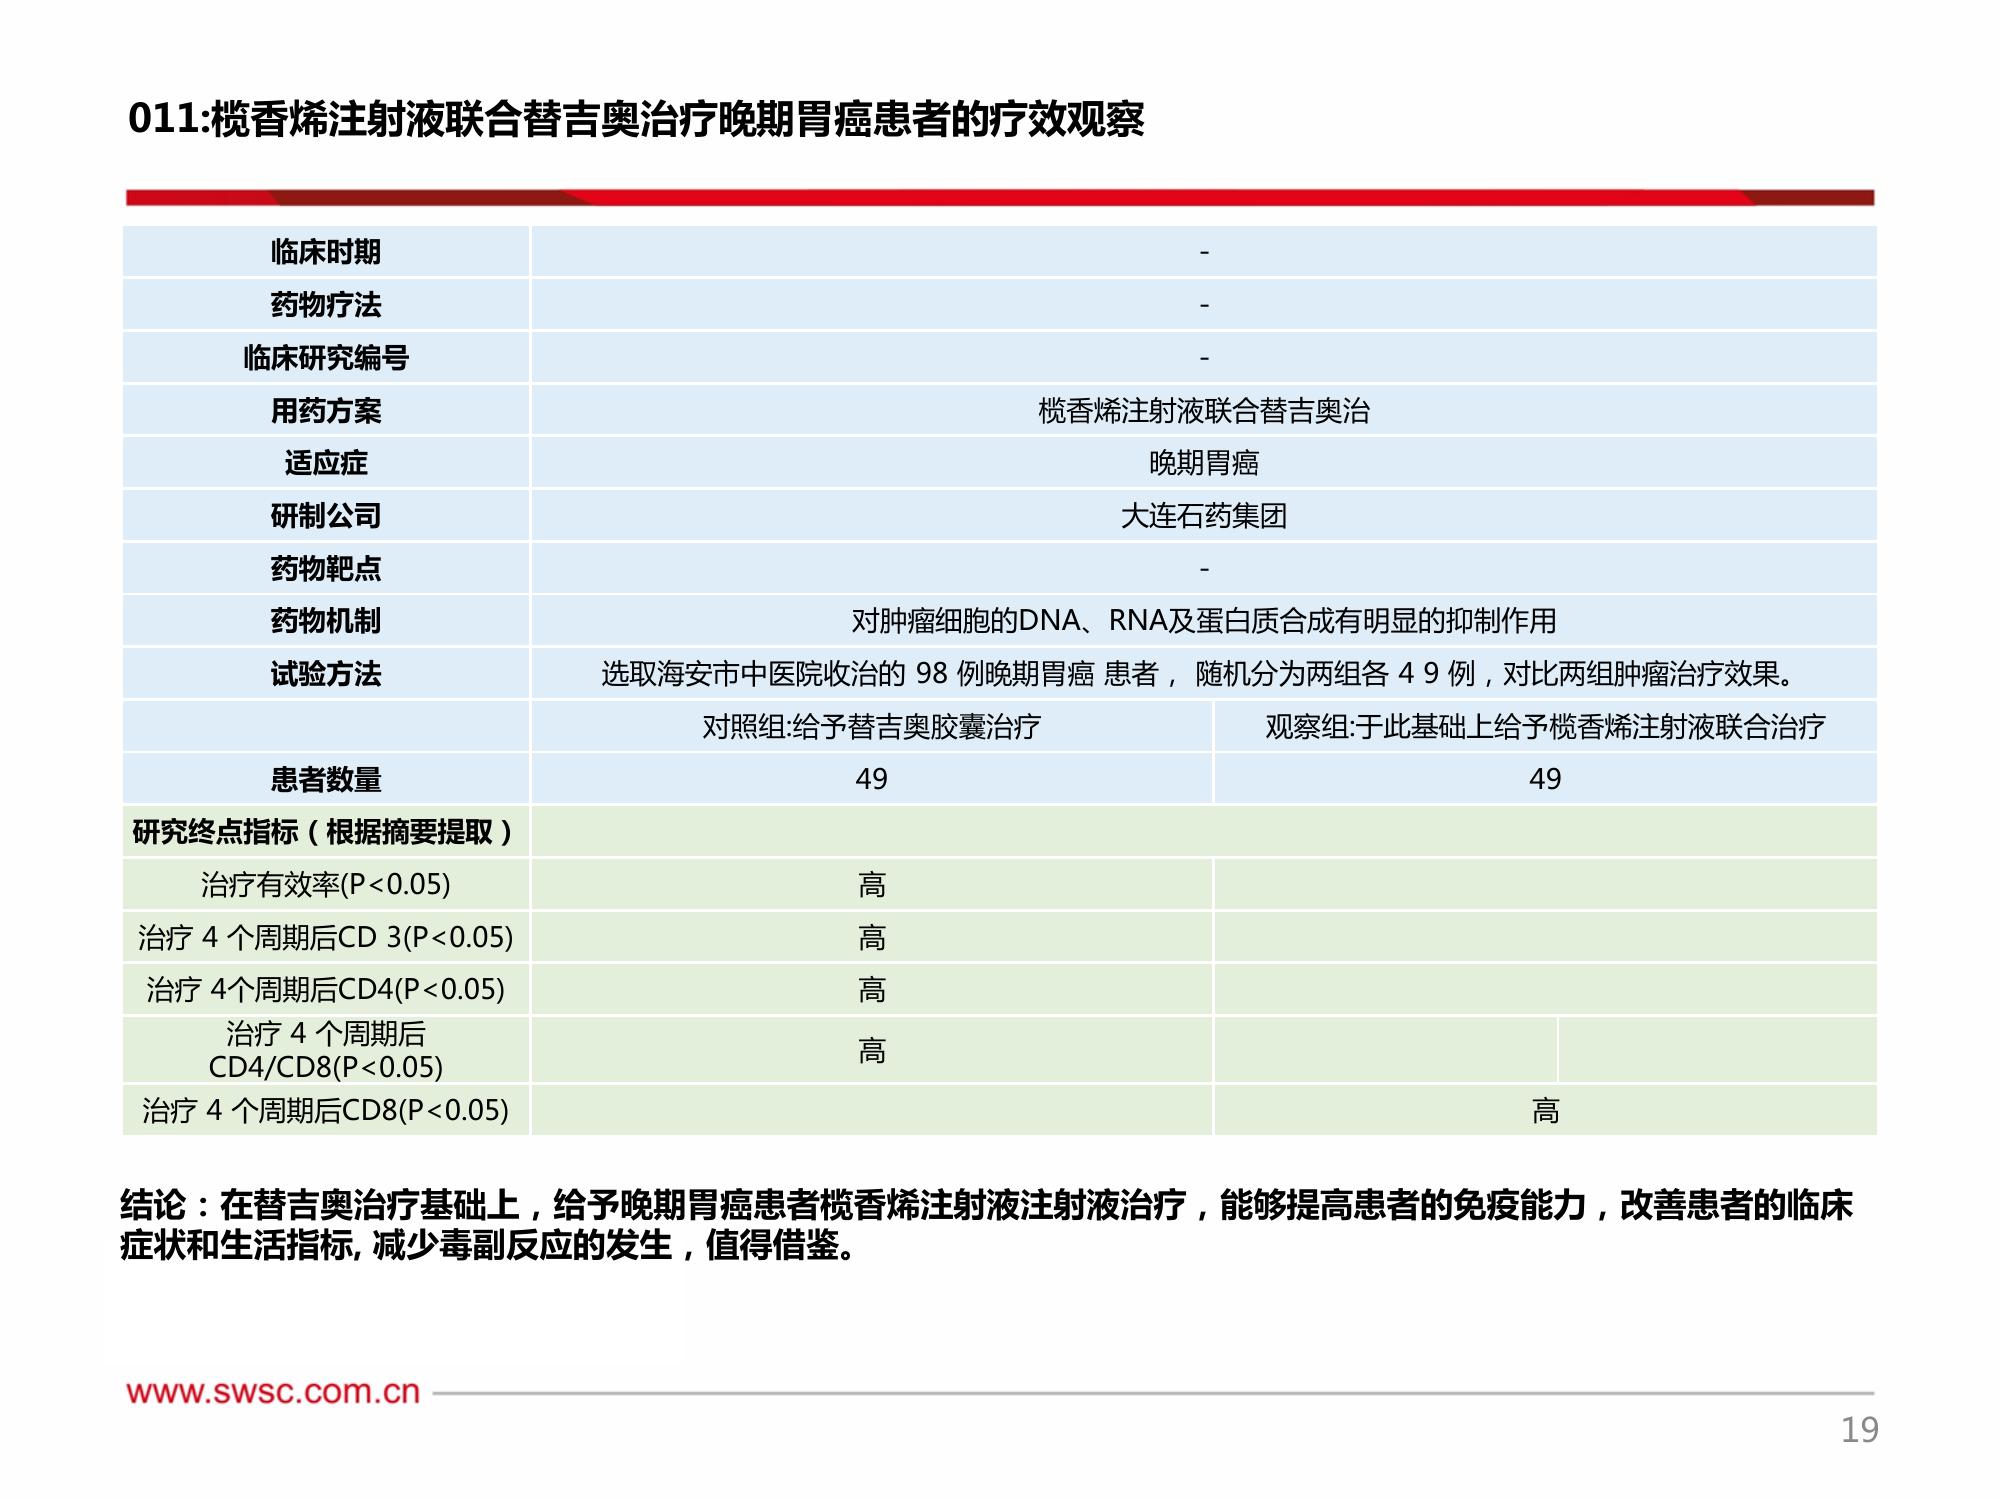 011:榄香烯注射液联合替吉奥治疗晚期胃癌患者的疗效观察
临床时期 -
药物疗法 -
临床研究编号 -
用药方案 榄香烯注射液联合替吉奥治
适应症 晚期胃癌
研制公司 大连石药集团
药物靶点 -
药物机制 对肿瘤细胞的DNA、RNA及蛋白质合成有明显的抑制作用
试验方法 选取海安市中医院收治的 98 例晚期胃癌 患者， 随机分为两组各 4 9 例，对比两组肿瘤治疗效果。
对照组:给予替吉奥胶囊治疗 观察组:于此基础上给予榄香烯注射液联合治疗
患者数量 49 49
研究终点指标（根据摘要提取）
治疗有效率(P<0.05) 高
治疗 4 个周期后CD 3(P<0.05) 高
治疗 4个周期后CD4(P<0.05) 高
治疗 4 个周期后
CD4/CD8(P<0.05) 高
治疗 4 个周期后CD8(P<0.05) 高
结论：在替吉奥治疗基础上，给予晚期胃癌患者榄香烯注射液注射液治疗，能够提高患者的免疫能力，改善患者的临床
症状和生活指标, 减少毒副反应的发生，值得借鉴。
www.swsc.com.cn
19